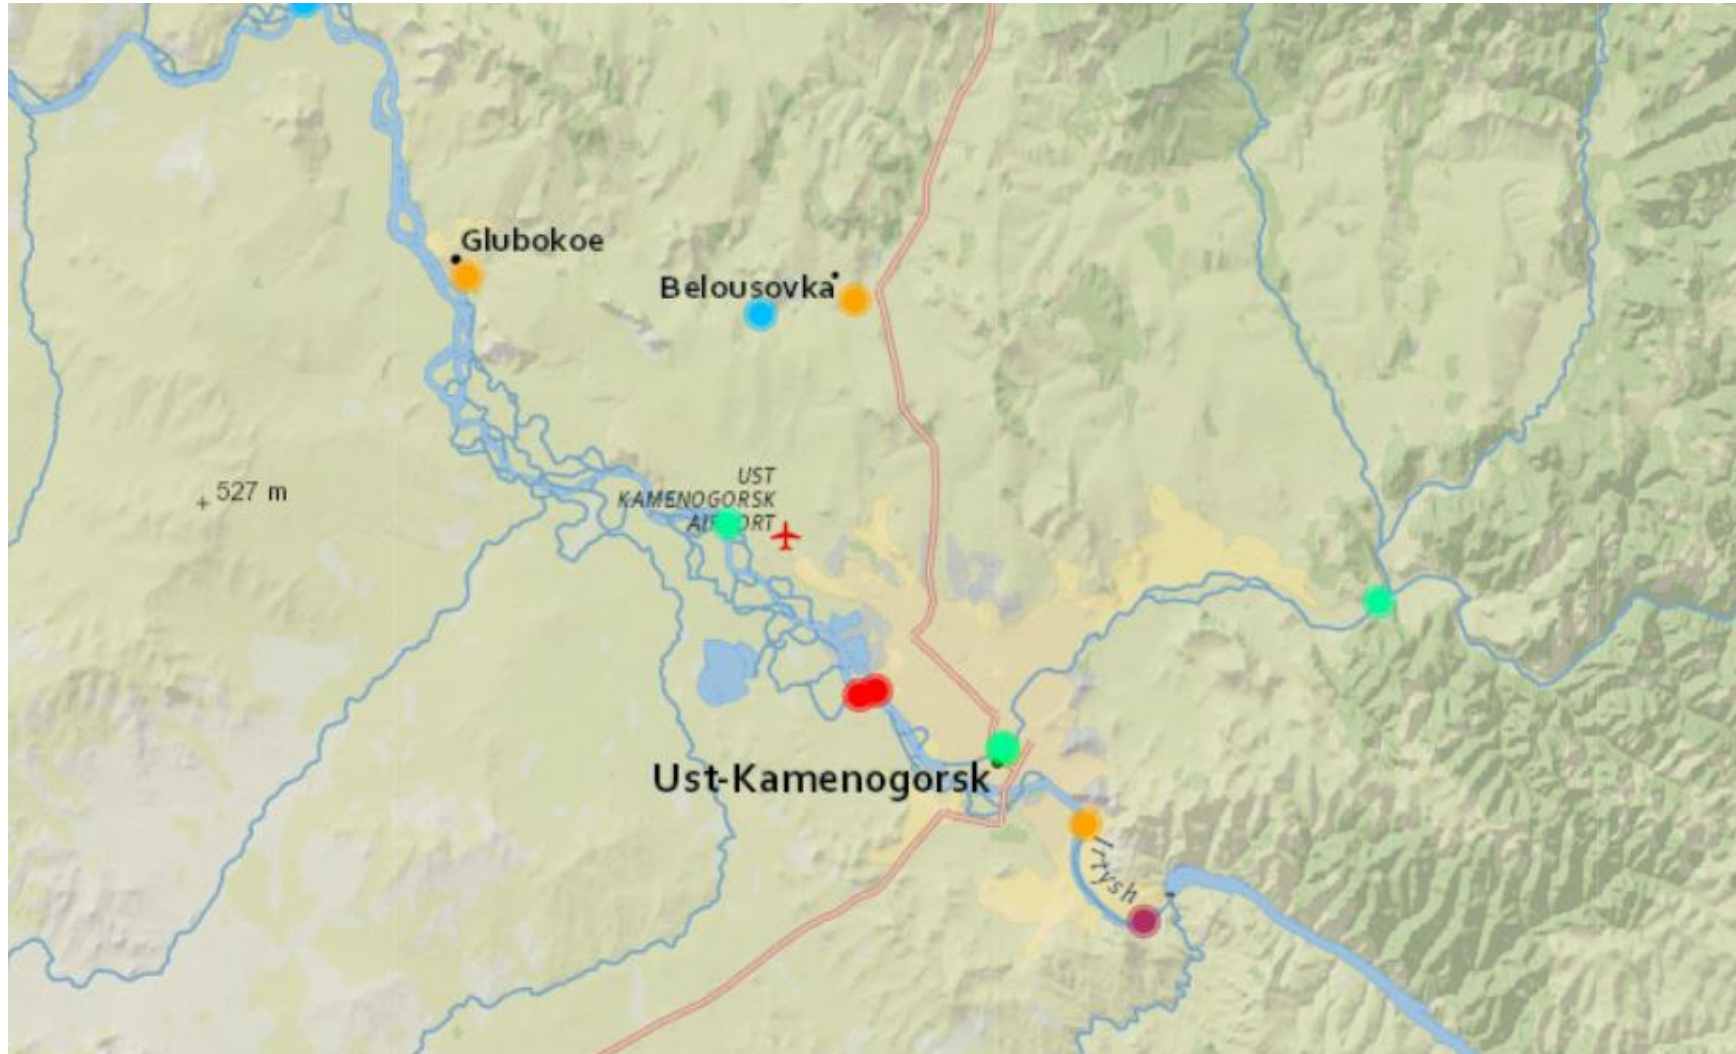 Glubokoe
Belousovka
UST
KAMENOGORSK
AIRPORT
527 m
Ust-Kamenogorsk
Irtysh